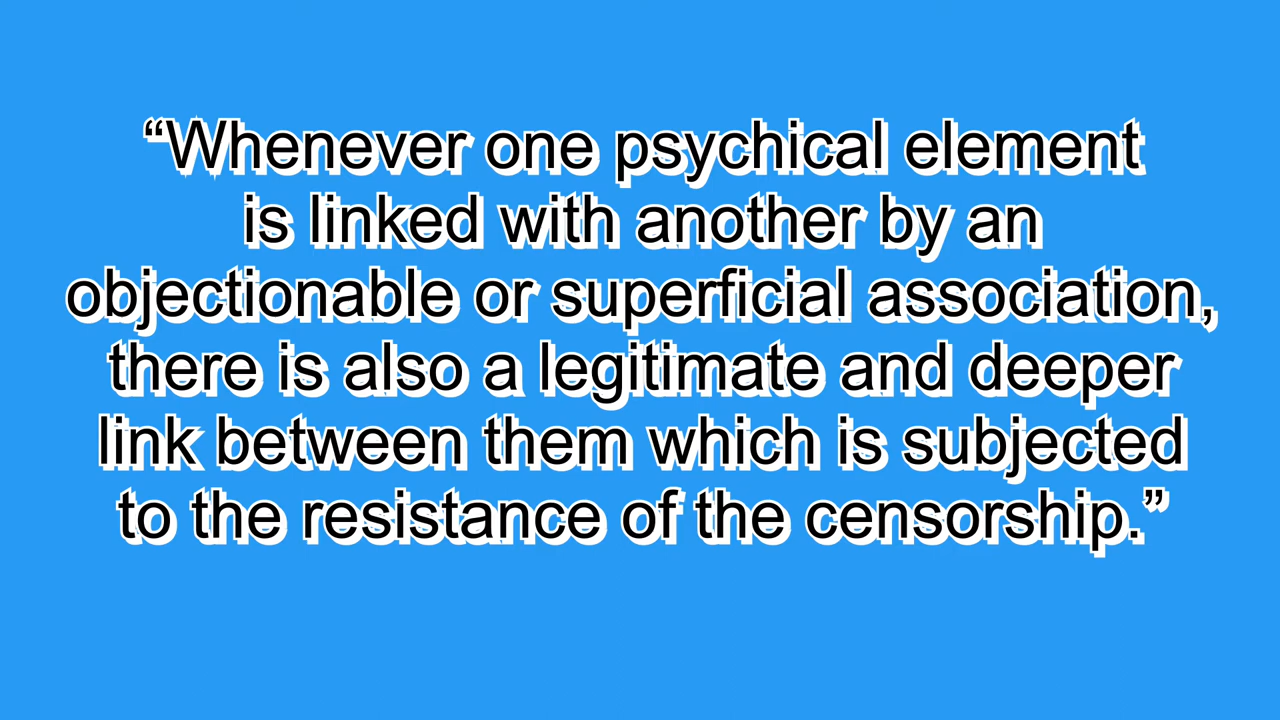 “Whenever one psychical element
is linked with another by an
objectionable or superficial association,
there is also a legitimate and deeper
link between them which is subjected
to the resistance of the censorship.”